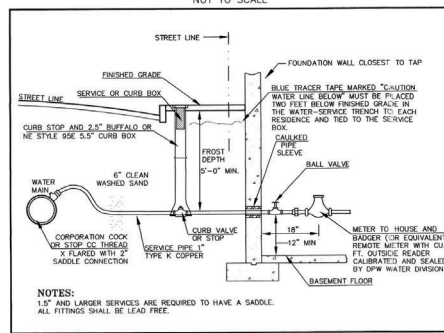 NOT TO SCALE
STREET LINE
FOUNDATION WALL CLOSEST TO TAP
FINISHED GRADE
SERVICE OR CURB BOX
STREET LINE
BLUE TRACER TAPE MARKED "CAUTION
WATER LINE BELOW" MUST BE PLACED
TWO FEET BELOW FINISHED GRADE IN
THE WATER-SERVICE TRENCH TO EACH
RESIDENCE AND TIED TO THE SERVICE
BOX.
CURB STOP AND 2.5" BUFFALO OR
NE STYLE 95E 5.5" CURB BOX
FROST
DEPTH
5'-0" MIN.
CAULKED
PIPE
SLEEVE
BALL VALVE
6" CLEAN
WASHED SAND
WATER
MAIN
18"
12" MIN
CORPORATION COCK
OR STOP CC THREAD
X FLARED WITH 2"
SADDLE CONNECTION
CURB VALVE
OR STOP
SERVICE PIPE 1"
TYPE K COPPER
METER TO HOUSE AND
BADGER (OR EQUIVALENT
REMOTE METER WITH CU.
FT. OUTSIDE READER
CALIBRATED AND SEALED
BY DPW WATER DIVISION
BASEMENT FLOOR
NOTES:
1.5" AND LARGER SERVICES ARE REQUIRED TO HAVE A SADDLE.
ALL FITTINGS SHALL BE LEAD FREE.